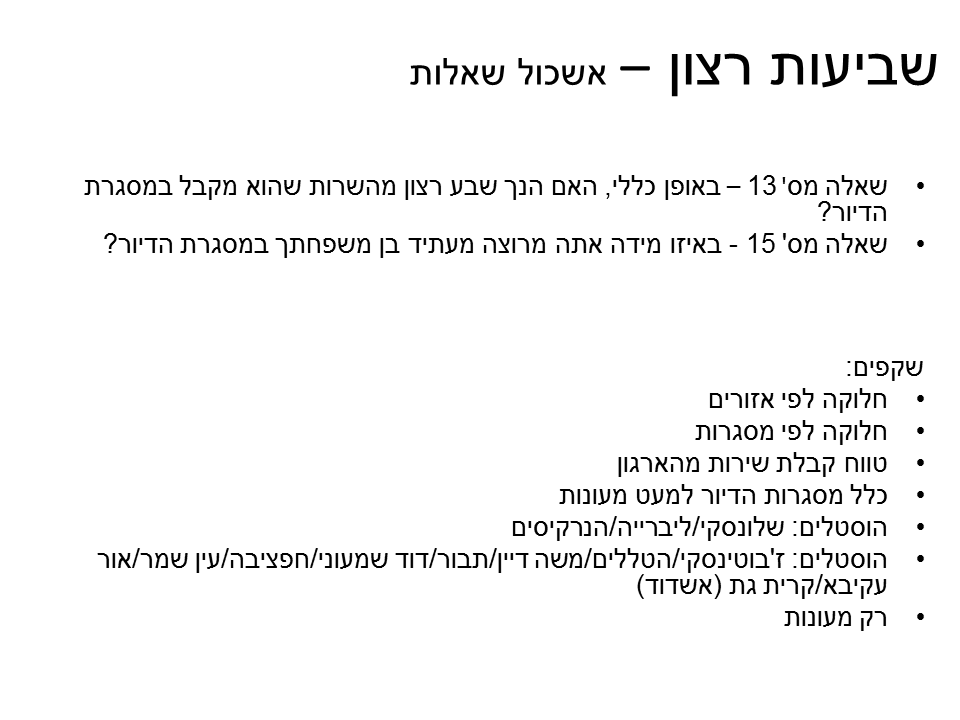 שביעות רצון – אשכול שאלות
• שאלה מס' 13 – באופן כללי, האם הנך שבע רצון מהשרות שהוא מקבל במסגרת
הדיור?
• שאלה מס' 15 - באיזו מידה אתה מרוצה מעתיד בן משפחתך במסגרת הדיור?
שקפים:
• חלוקה לפי אזורים
• חלוקה לפי מסגרות
• טווח קבלת שירות מהארגון
• כלל מסגרות הדיור למעט מעונות
• הוסטלים: שלונסקי/ליברייה/הנרקיסים
• הוסטלים: ז'בוטינסקי/הטללים/משה דיין/תבור/דוד שמעוני/חפציבה/עין שמר/אור
עקיבא/קרית גת (אשדוד)
• רק מעונות